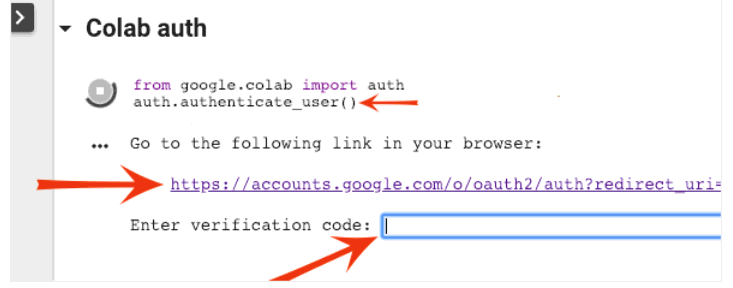 Colab auth
from google.colab import auth
auth.authenticate_user()
... Go to the following link in your browser:
https://accounts.google.com/o/oauth2/auth?redirect_uri=
Enter verification code: